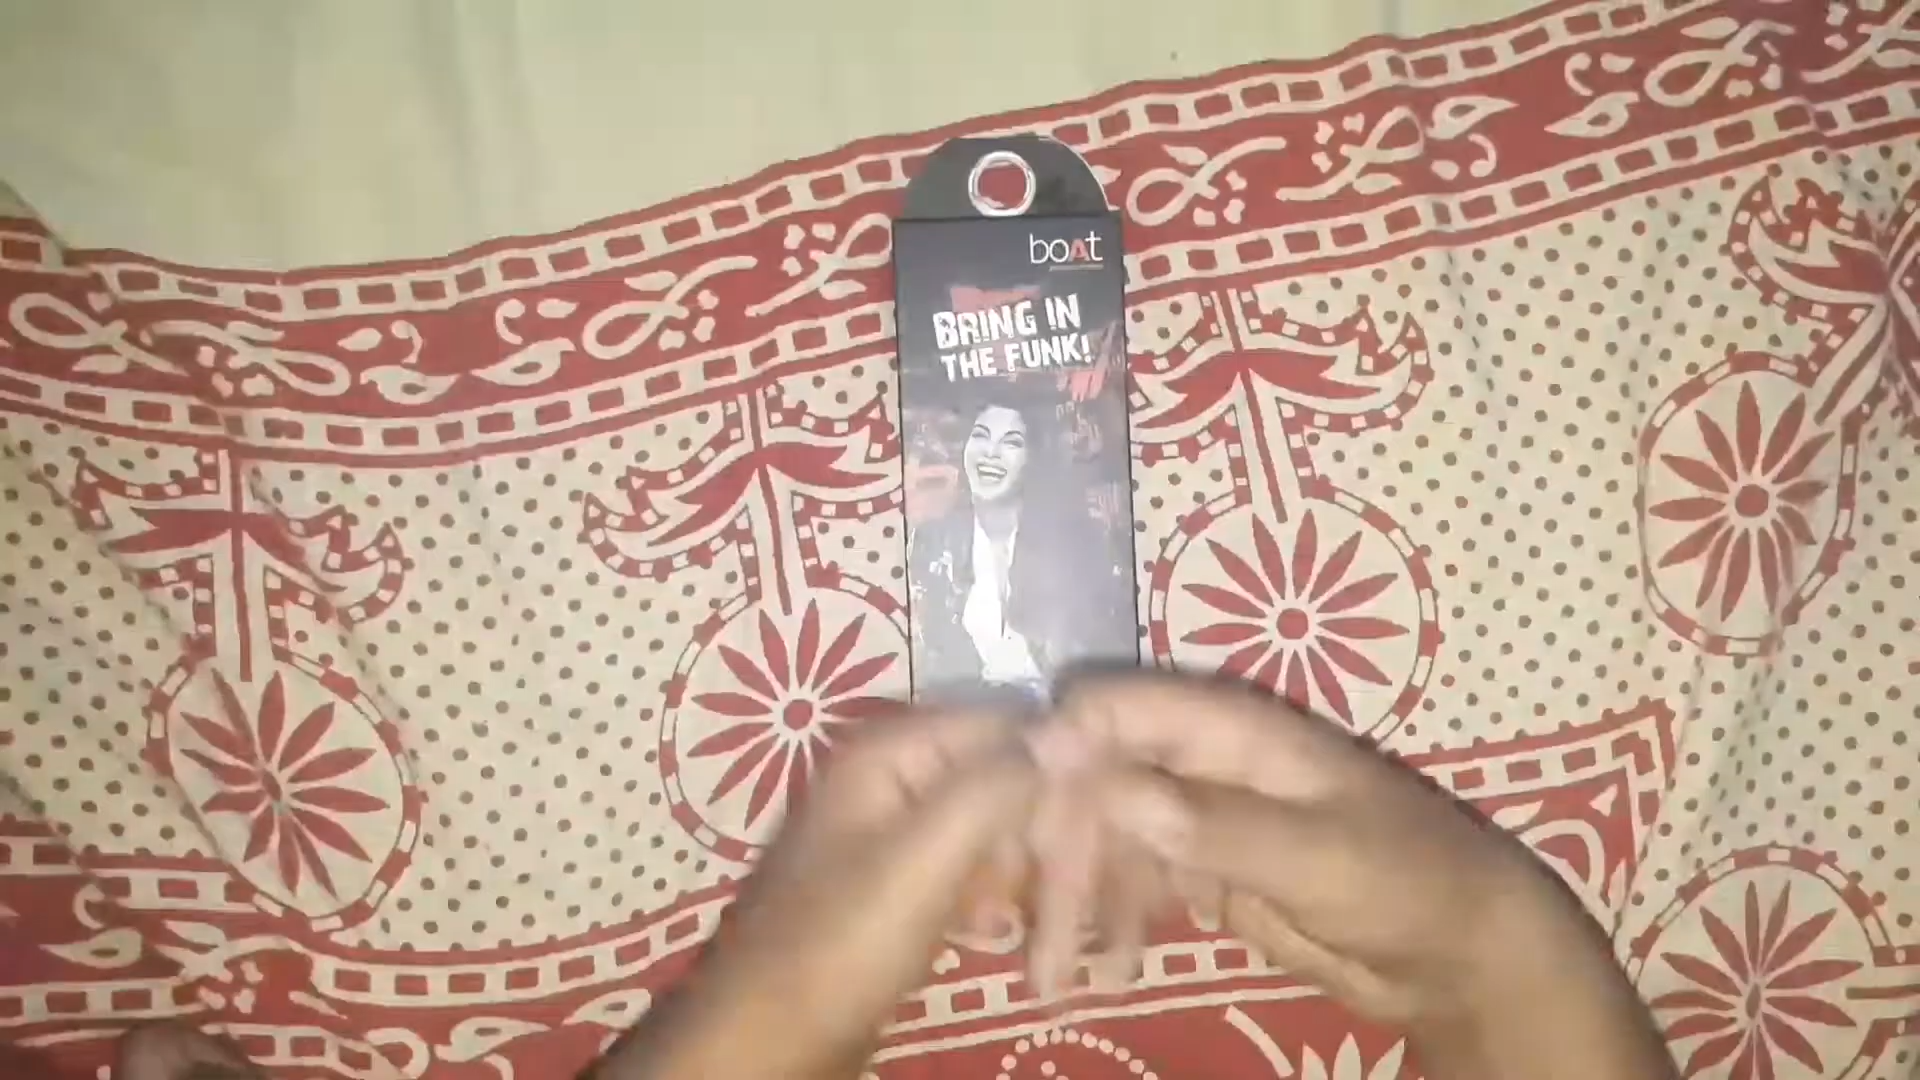 boAt
BRING IN
THE FUNK!